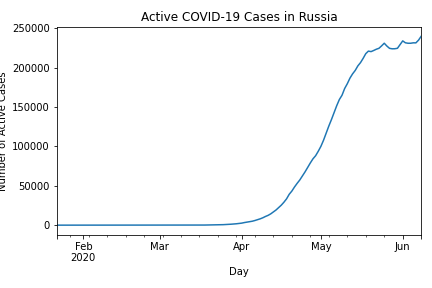 Active COVID-19 Cases in Russia
250000
200000
150000
100000
50000
0
Number of Active Cases
Feb
2020
Mar
Apr
May
Jun
Day